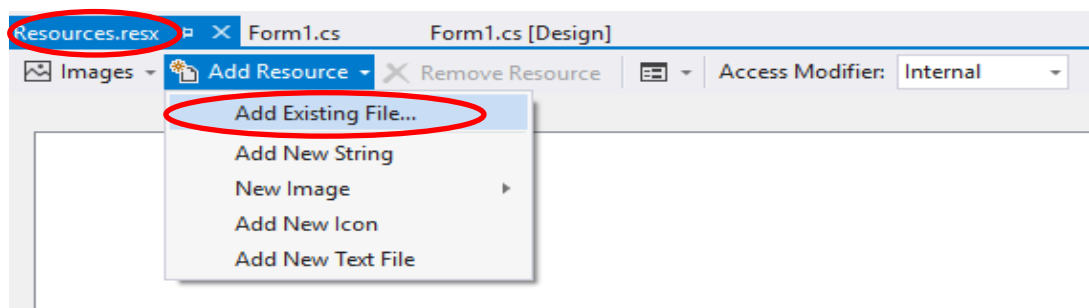 Resources.resx Form1.cs Form1.cs [Design]
Images Add Resource Remove Resource Access Modifier: Internal
Add Existing File...
Add New String
New Image
Add New Icon
Add New Text File